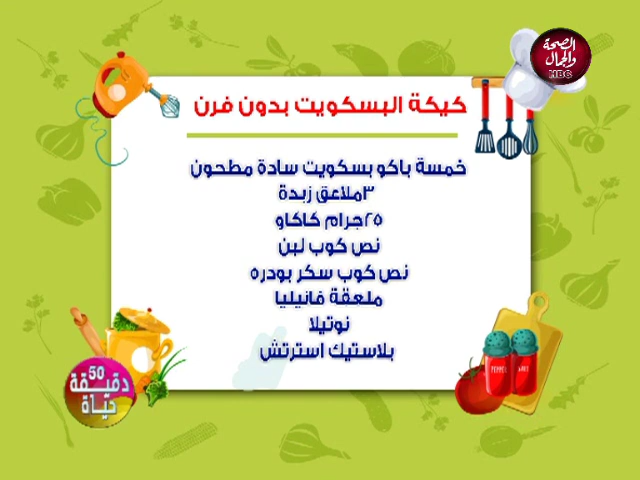 الصحة
والجمال
HBC
كيكة البسكويت بدون فرن
خمسة باكو بسكويت سادة مطحون
٣ملاعق زبدة
٢٥جرام كاكاو
نص كوب لبن
نص كوب سكر بودره
ملعقة فانيليا
نوتيلا
بلاستيك استرتش
50
دقيقة
حياة
PEPPER